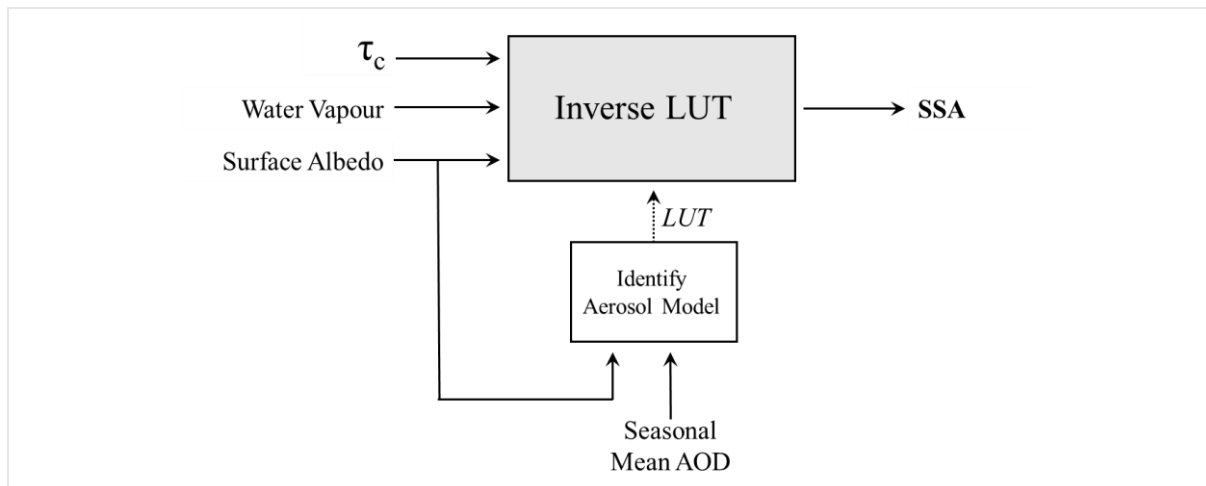 τc
Water Vapour
Surface Albedo
Inverse LUT
SSA
LUT
Identify
Aerosol Model
Seasonal
Mean AOD